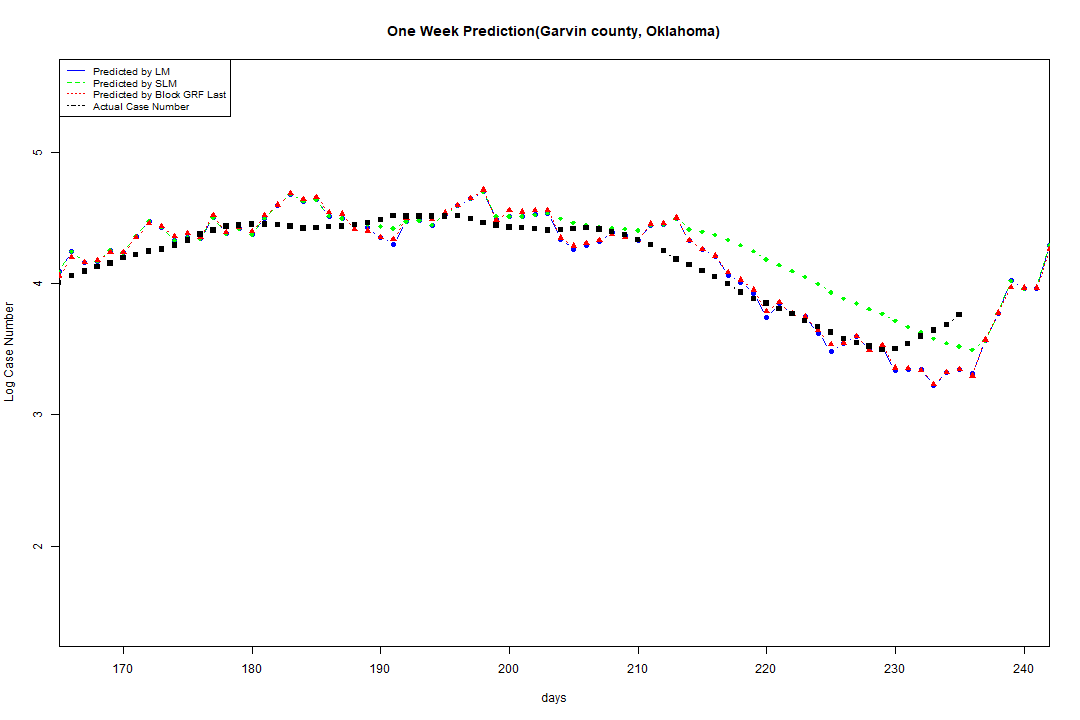 One Week Prediction(Garvin county, Oklahoma)
Predicted by LM
Predicted by SLM
Predicted by Block GRF Last
Actual Case Number
5
4
3
2
Log Case Number
170 180 190 200 210 220 230 240
days